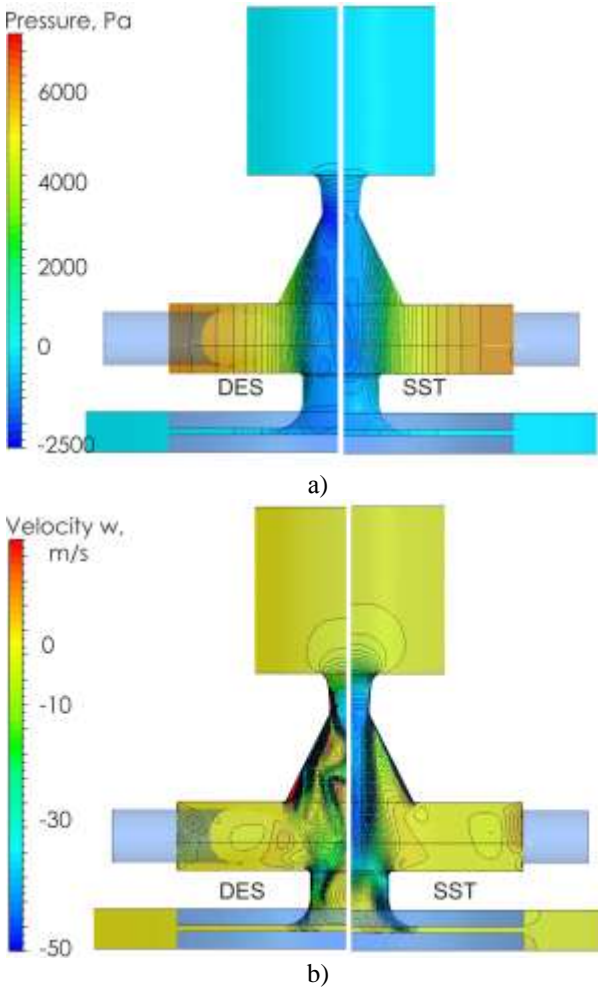 Pressure, Pa
6000
4000
2000
0
-2500
DES
SST
a)
Velocity w,
m/s
0
-10
-30
-50
DES
SST
b)